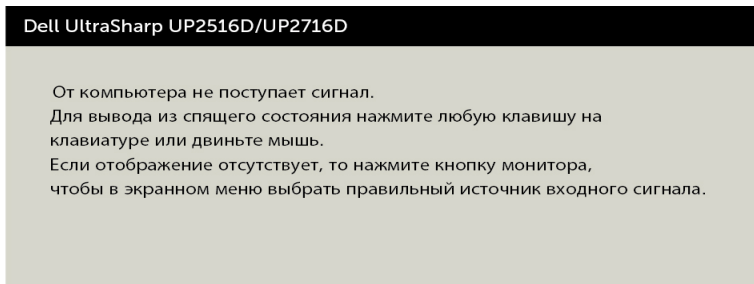 Dell UltraSharp UP2516D/UP2716D
От компьютера не поступает сигнал.
Для вывода из спящего состояния нажмите любую клавишу на
клавиатуре или двиньте мышь.
Если отображение отсутствует, то нажмите кнопку монитора,
чтобы в экранном меню выбрать правильный источник входного сигнала.